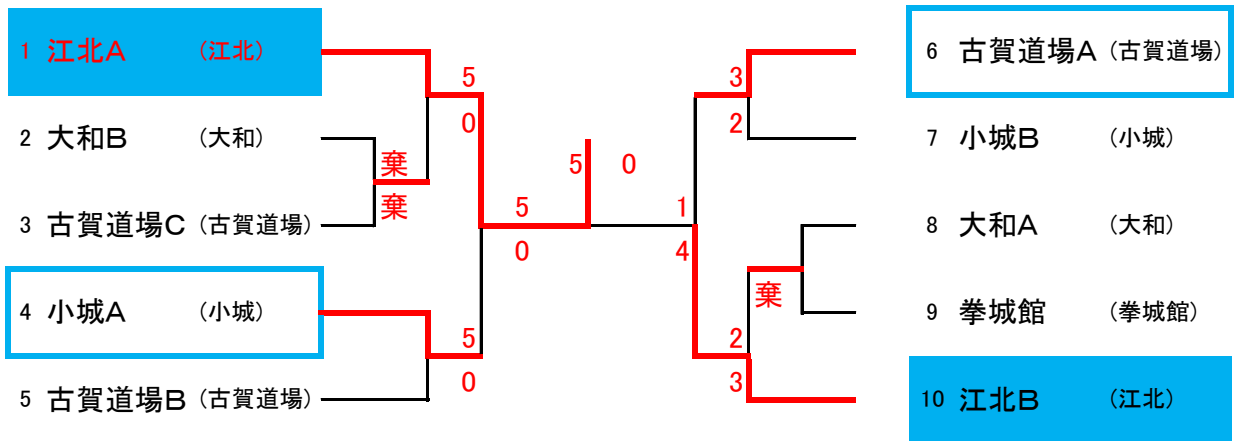 1 江北A (江北)
2 大和B (大和)
3 古賀道場C (古賀道場)
4 小城A (小城)
5 古賀道場B (古賀道場)
5
0
棄
棄
5
0
5
0
5 0
1
4
3
2
棄
2
3
6 古賀道場A (古賀道場)
7 小城B (小城)
8 大和A (大和)
9 拳城館 (拳城館)
10 江北B (江北)